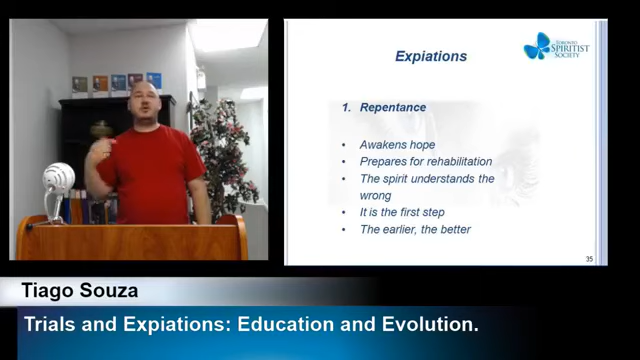 TORONTO
SPIRITIST
SOCIETY
Expiations
1. Repentance
• Awakens hope
• Prepares for rehabilitation
• The spirit understands the
wrong
• It is the first step
• The earlier, the better
35
Tiago Souza
Trials and Expiations: Education and Evolution.